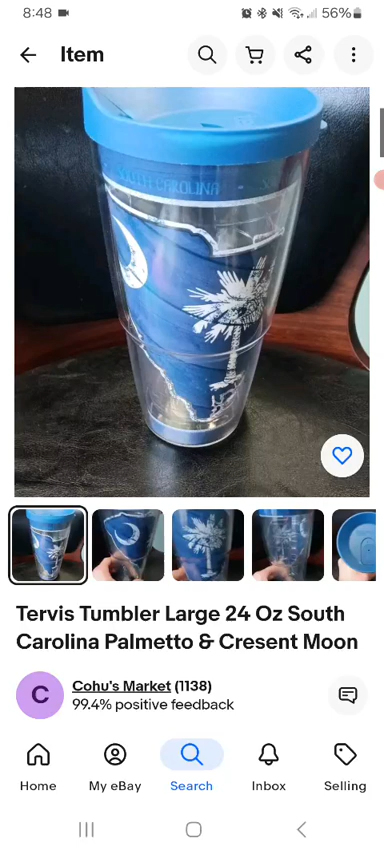 8:48
56%
Item
SOUTH CAROLINA
Tervis Tumbler Large 24 Oz South
Carolina Palmetto & Cresent Moon
C
Cohu's Market (1138)
99.4% positive feedback
Home
My eBay
Search
Inbox
Selling